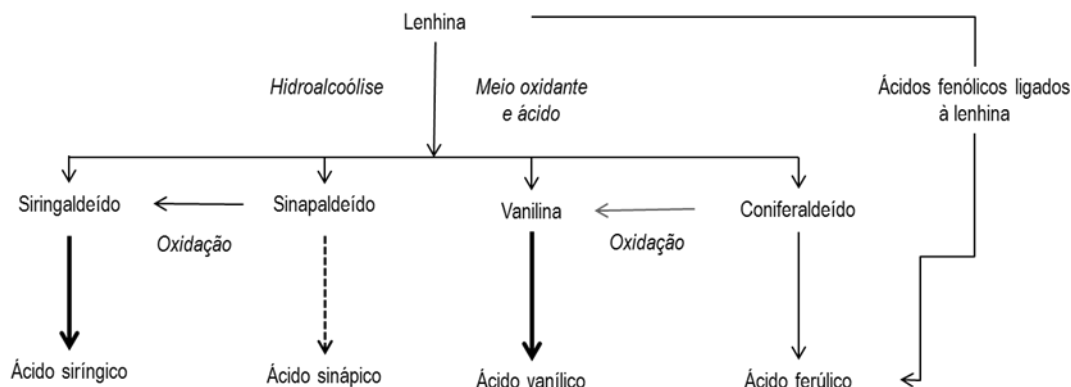 Lenhina
Hidroalcoólise
Meio oxidante
e ácido
Ácidos fenólicos ligados
à lenhina
Siringaldeído
Sinapaldeído
Vanilina
Coniferaldeído
Oxidação
Oxidação
Ácido siríngico
Ácido sinápico
Ácido vanílico
Ácido ferúlico